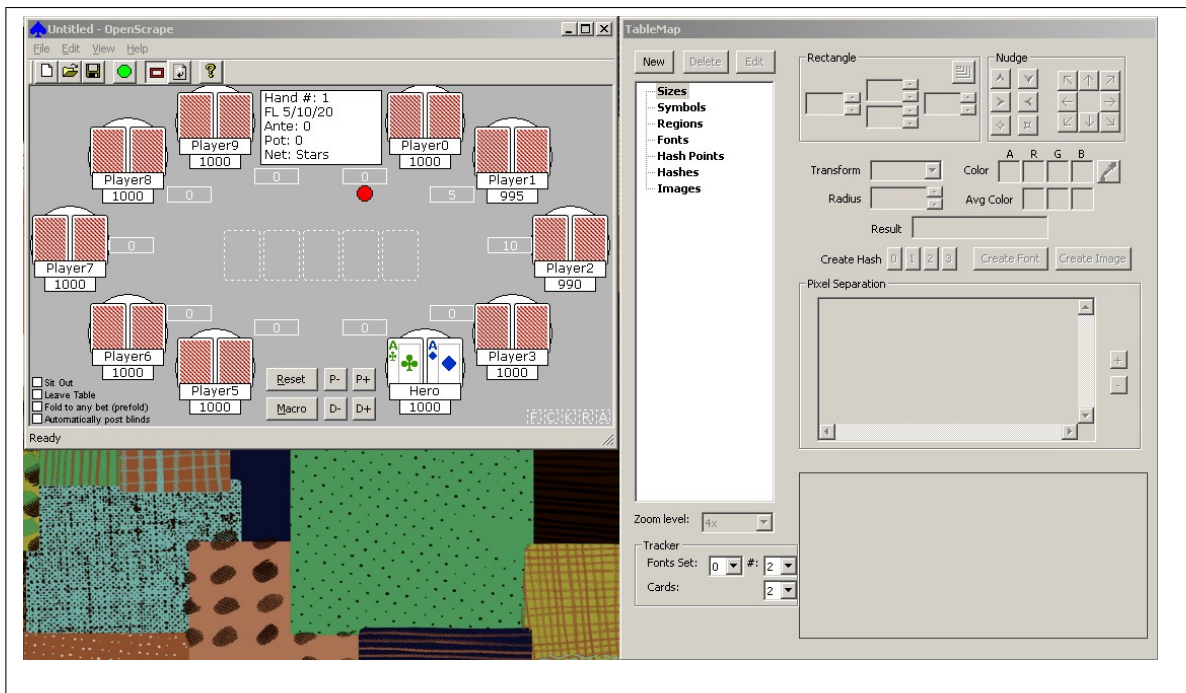 Untitled - OpenScrape
File Edit View Help
Hand #: 1
FL 5/10/20
Ante: 0
Pot: 0
Net: Stars
Player9
1000
Player0
1000
Player8
1000
Player1
995
0
0
0
5
Player7
1000
0
10
Player2
990
0
0
0
0
Player6
1000
Player3
1000
Player5
1000
A
A
Hero
1000
Reset P- P+
Macro D- D+
Sit Out
Leave Table
Fold to any bet (prefold)
Automatically post blinds
F C K R A
Ready
TableMap
New Delete Edit
Sizes
Symbols
Regions
Fonts
Hash Points
Hashes
Images
Zoom level: 4x
Tracker
Fonts Set: 0 #: 2
Cards: 2
Rectangle
Nudge
A R G B
Transform Color
Radius Avg Color
Result
Create Hash 0 1 2 3 Create Font Create Image
Pixel Separation
+
-